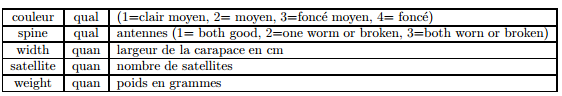 couleur qual (1=clair moyen, 2= moyen, 3=foncé moyen, 4= foncé)
spine qual antennes (1= both good, 2=one worm or broken, 3=both worn or broken)
width quan largeur de la carapace en cm
satellite quan nombre de satellites
weight quan poids en grammes